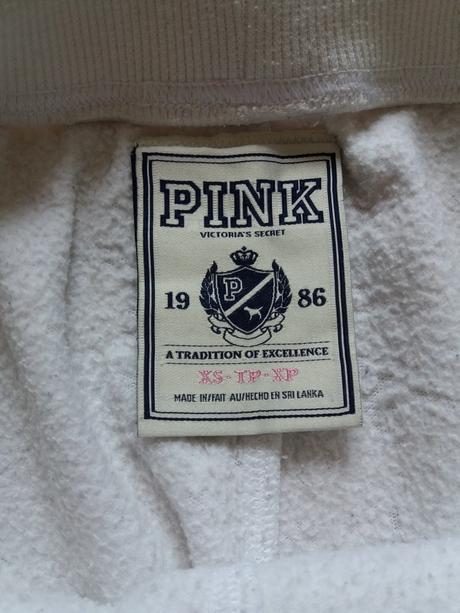 PINK
VICTORIA'S SECRET
P
19 86
A TRADITION OF EXCELLENCE
XS-TP-XP
MADE IN/FAIT AU/HECHO EN SRI LANKA